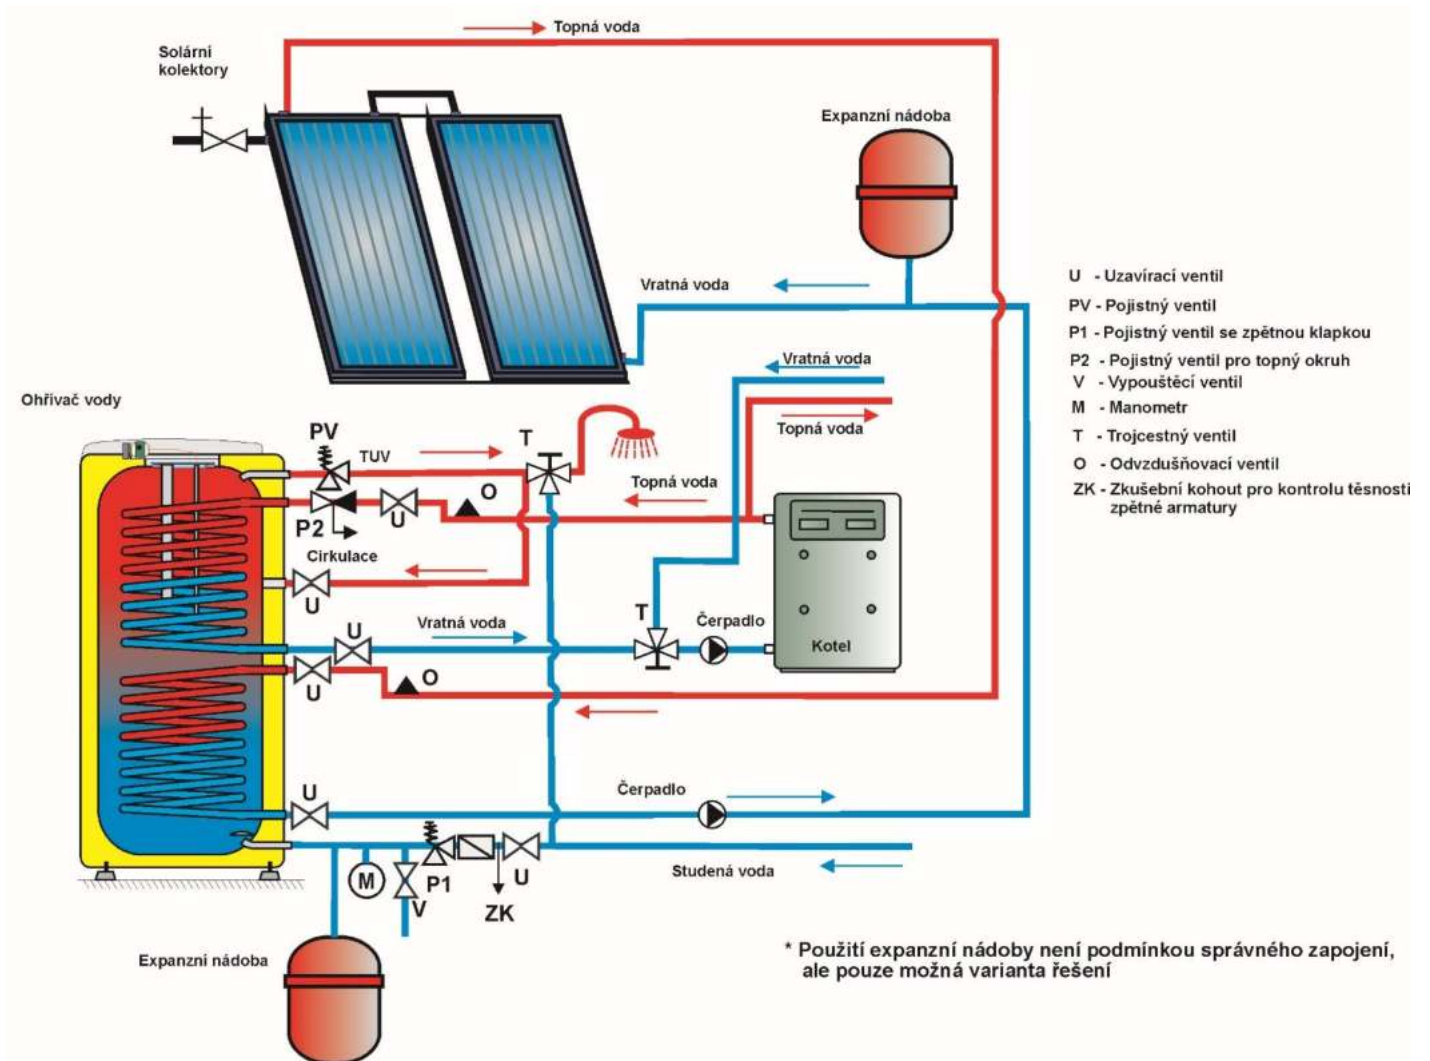 Topná voda
Solární
kolektory
Expanzní nádoba
Vratná voda
U - Uzavírací ventil
PV - Pojistný ventil
P1 - Pojistný ventil se zpětnou klapkou
P2 - Pojistný ventil pro topný okruh
V - Vypouštěcí ventil
M - Manometr
T - Trojcestný ventil
O - Odvzdušňovací ventil
ZK - Zkušební kohout pro kontrolu těsnosti
zpětné armatury
Vratná voda
Topná voda
Ohřívač vody
PV
TUV
T
O
Topná voda
P2
U
Cirkulace
U
T
Čerpadlo
Vratná voda
U
Kotel
U
O
Čerpadlo
U
M
V
P1
ZK
U
Studená voda
Expanzní nádoba
* Použití expanzní nádoby není podmínkou správného zapojení,
ale pouze možná varianta řešení